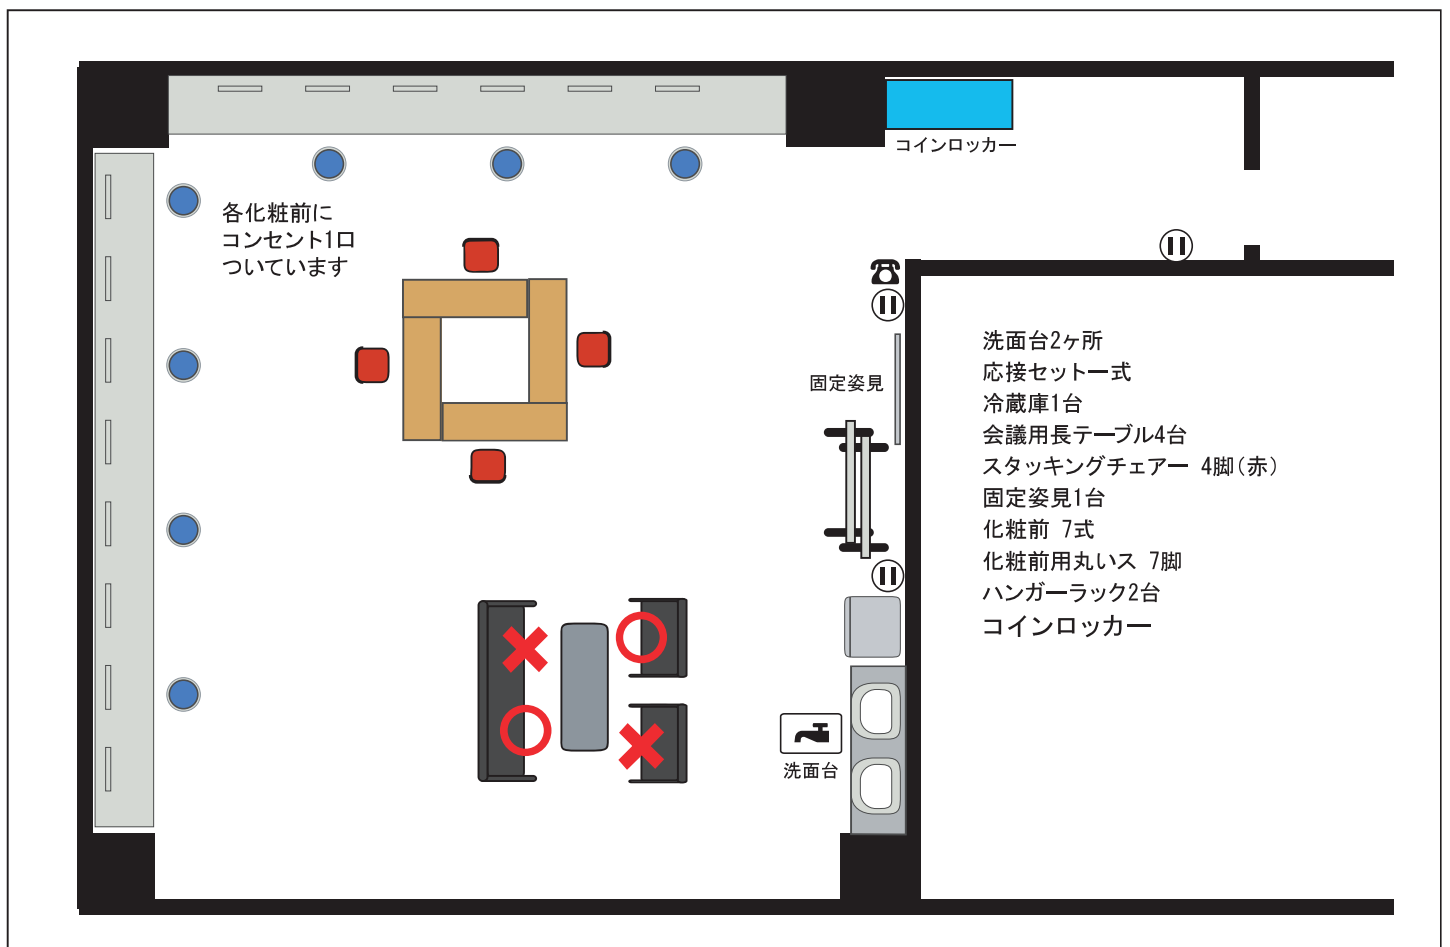 コインロッカー
各化粧前に
コンセント1口
ついています
固定姿見
洗面台2ヶ所
応接セット一式
冷蔵庫1台
会議用長テーブル4台
スタッキングチェアー 4脚(赤)
固定姿見1台
化粧前 7式
化粧前用丸いス 7脚
ハンガーラック2台
コインロッカー
洗面台